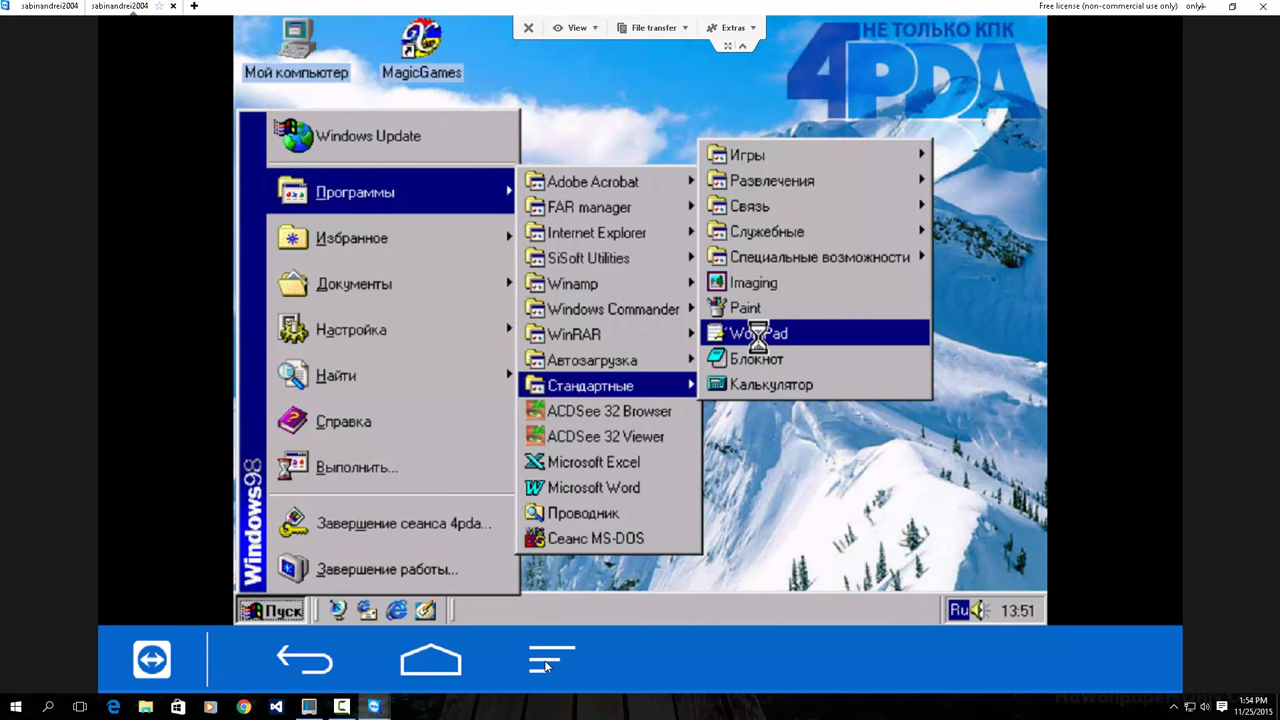 sabinandrei2004
sabinandrei2004
Free license (non-commercial use only)
only)
View
File transfer
Extras
Мой компьютер
MagicGames
НЕ ТОЛЬКО КПК
4PDA
Windows Update
Программы
Избранное
Документы
Настройка
Найти
Справка
Выполнить...
Завершение сеанса 4pda...
Завершение работы...
Windows98
Adobe Acrobat
FAR manager
Internet Explorer
SiSoft Utilities
Winamp
Windows Commander
WinRAR
Автозагрузка
Стандартные
ACDSee 32 Browser
ACDSee 32 Viewer
Microsoft Excel
Microsoft Word
Проводник
Сеанс MS-DOS
Игры
Развлечения
Связь
Служебные
Специальные возможности
Imaging
Paint
WordPad
Блокнот
Калькулятор
Пуск
Ru
13:51
1:54 PM
11/25/2015